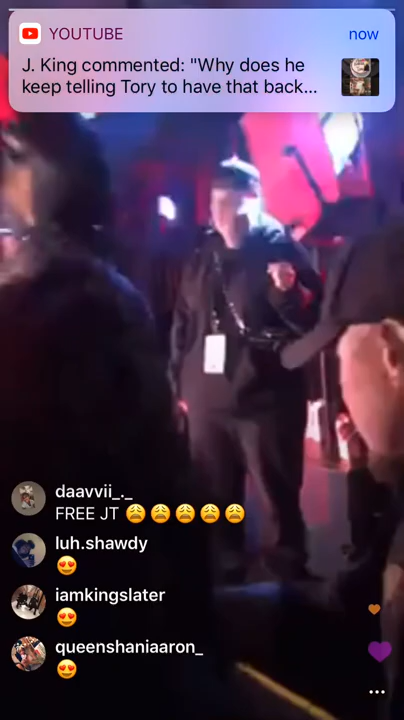 YOUTUBE
now
J. King commented: "Why does he
keep telling Tory to have that back...
daavvii_._
FREE JT 😩😩😩😩😩
luh.shawdy
😍
iamkingslater
😍
queenshaniaaron_
😍